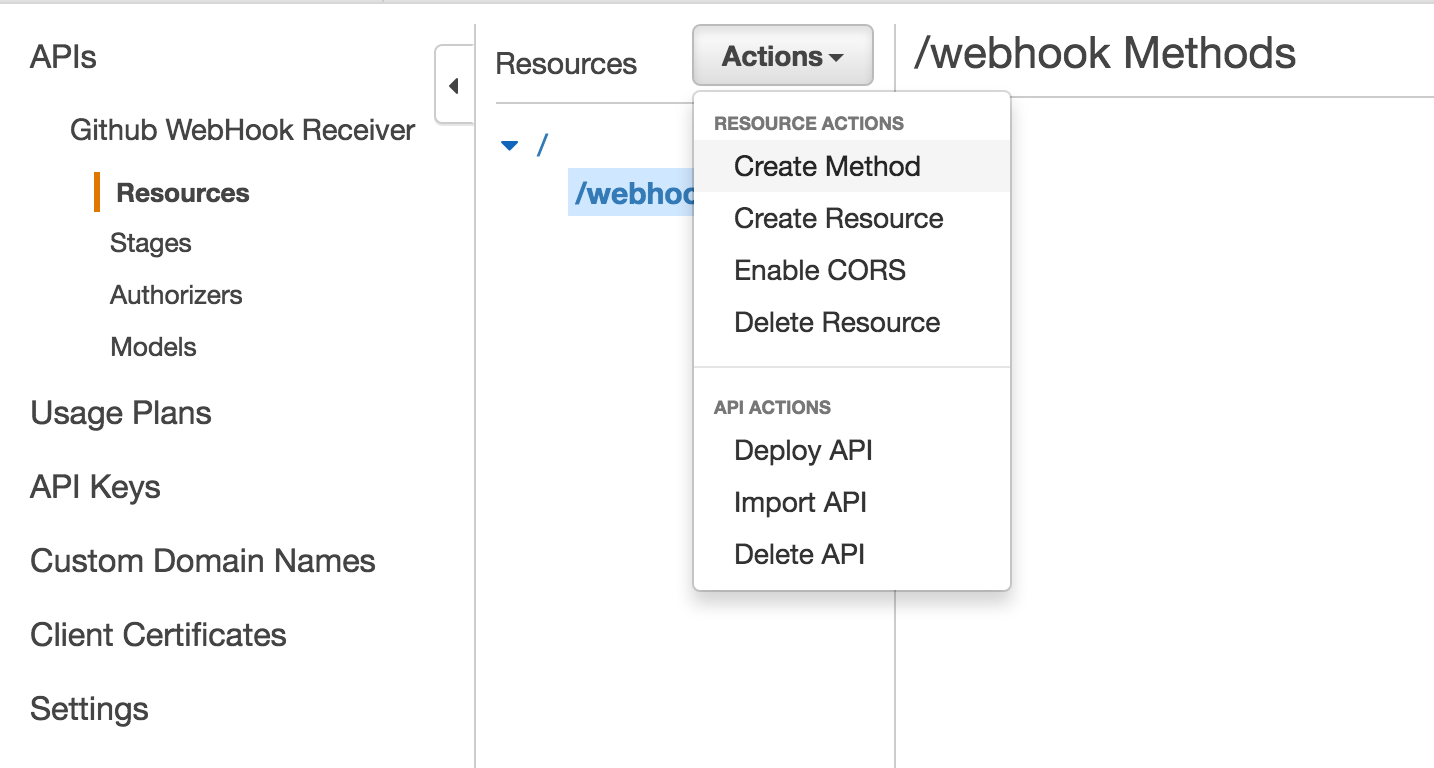 APIs
Github WebHook Receiver
Resources
Stages
Authorizers
Models
Usage Plans
API Keys
Custom Domain Names
Client Certificates
Settings
Resources
Actions
/
/webhoo
RESOURCE ACTIONS
Create Method
Create Resource
Enable CORS
Delete Resource
API ACTIONS
Deploy API
Import API
Delete API
/webhook Methods